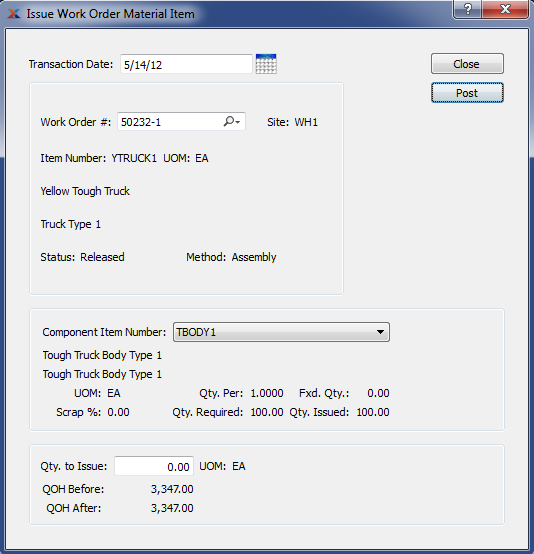 Issue Work Order Material Item
Transaction Date: 5/14/12
Close
Post
Work Order #: 50232-1 Site: WH1
Item Number: YTRUCK1 UOM: EA
Yellow Tough Truck
Truck Type 1
Status: Released Method: Assembly
Component Item Number: TBODY1
Tough Truck Body Type 1
Tough Truck Body Type 1
UOM: EA Qty. Per: 1.0000 Fxd. Qty.: 0.00
Scrap %: 0.00 Qty. Required: 100.00 Qty. Issued: 100.00
Qty. to Issue: 0.00 UOM: EA
QOH Before: 3,347.00
QOH After: 3,347.00